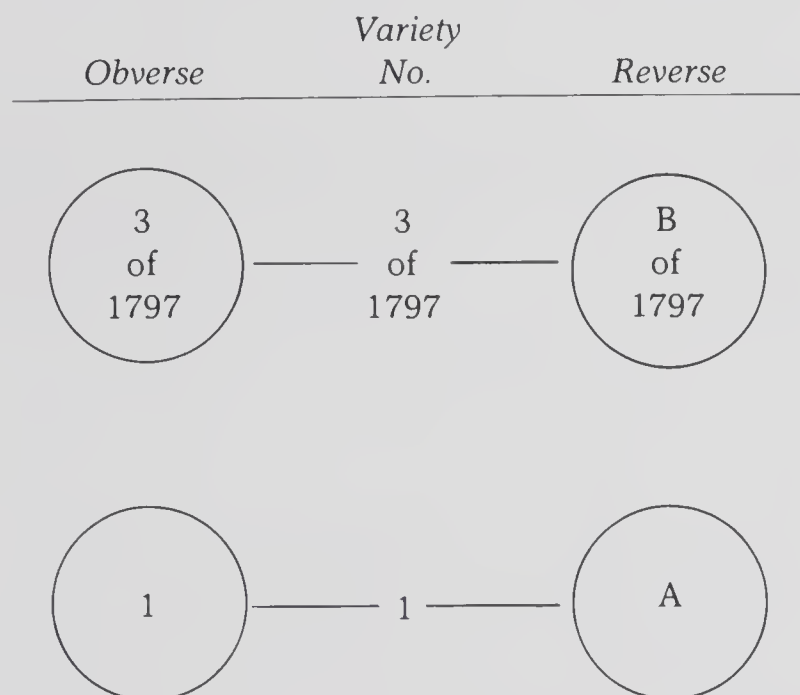 Variety
Obverse No. Reverse
3 3 B
of of of
1797 1797 1797
1 1 A